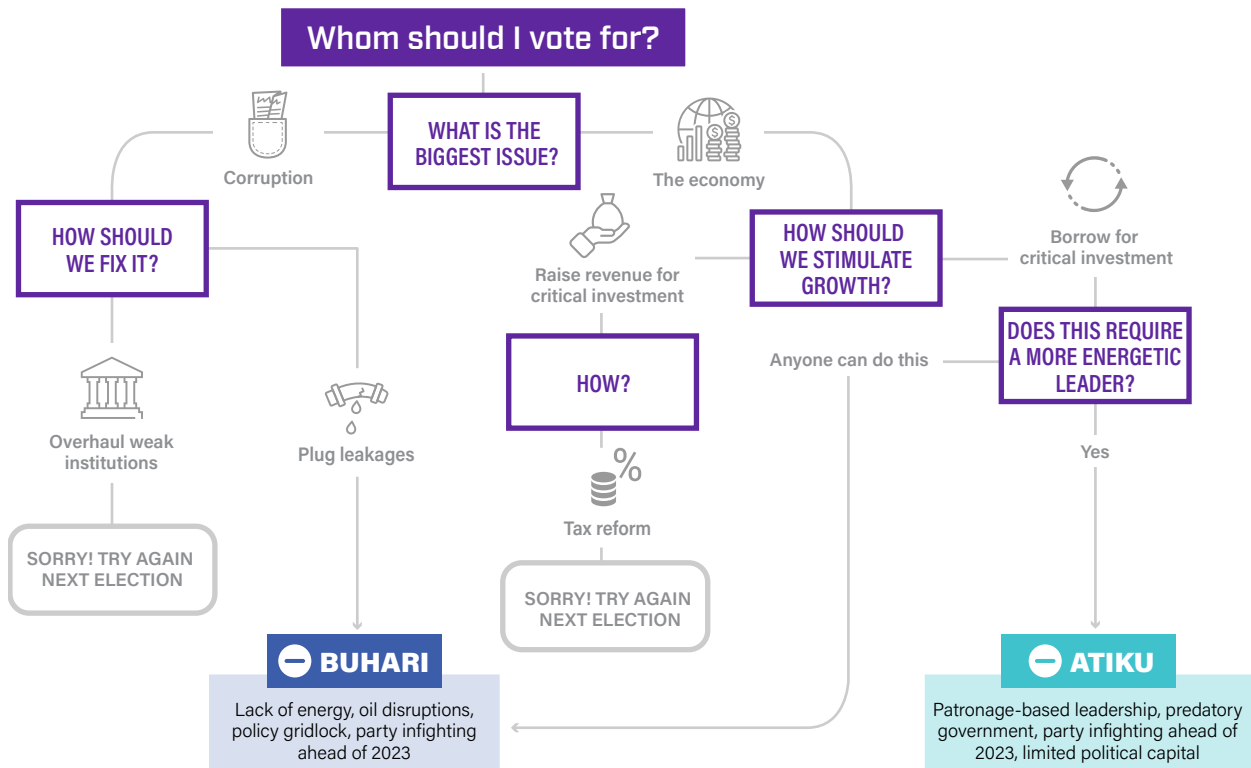 Whom should I vote for?
WHAT IS THE
BIGGEST ISSUE?
Corruption
The economy
HOW SHOULD
WE FIX IT?
HOW SHOULD
WE STIMULATE
GROWTH?
Raise revenue for
critical investment
Borrow for
critical investment
HOW?
Anyone can do this
DOES THIS REQUIRE
A MORE ENERGETIC
LEADER?
Overhaul weak
institutions
Plug leakages
%
Tax reform
Yes
SORRY! TRY AGAIN
NEXT ELECTION
SORRY! TRY AGAIN
NEXT ELECTION
BUHARI
Lack of energy, oil disruptions,
policy gridlock, party infighting
ahead of 2023
ATIKU
Patronage-based leadership, predatory
government, party infighting ahead of
2023, limited political capital